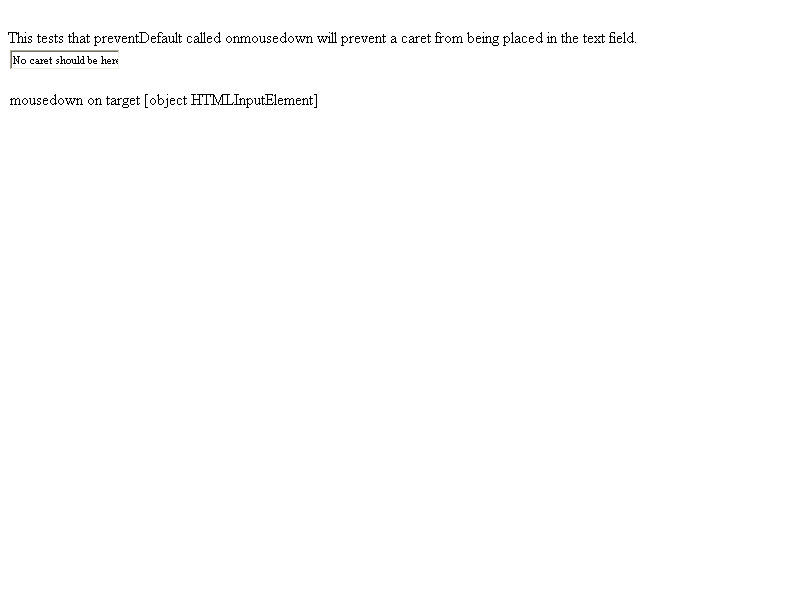 This tests that preventDefault called onmousedown will prevent a caret from being placed in the text field.
No caret should be here
mousedown on target [object HTMLInputElement]